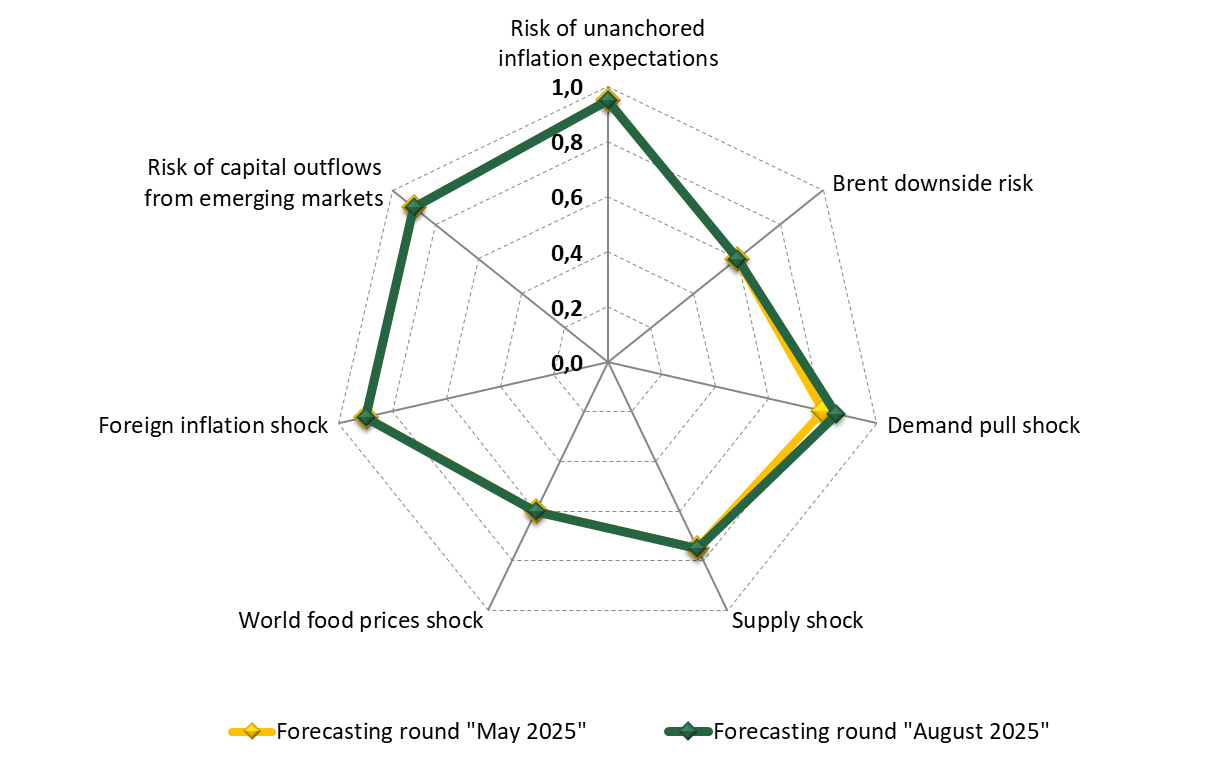 Risk of unanchored
inflation expectations
1,0
0,8
0,6
0,4
0,2
0,0
Risk of capital outflows
from emerging markets
Brent downside risk
Foreign inflation shock
Demand pull shock
World food prices shock
Supply shock
Forecasting round "May 2025"
Forecasting round "August 2025"